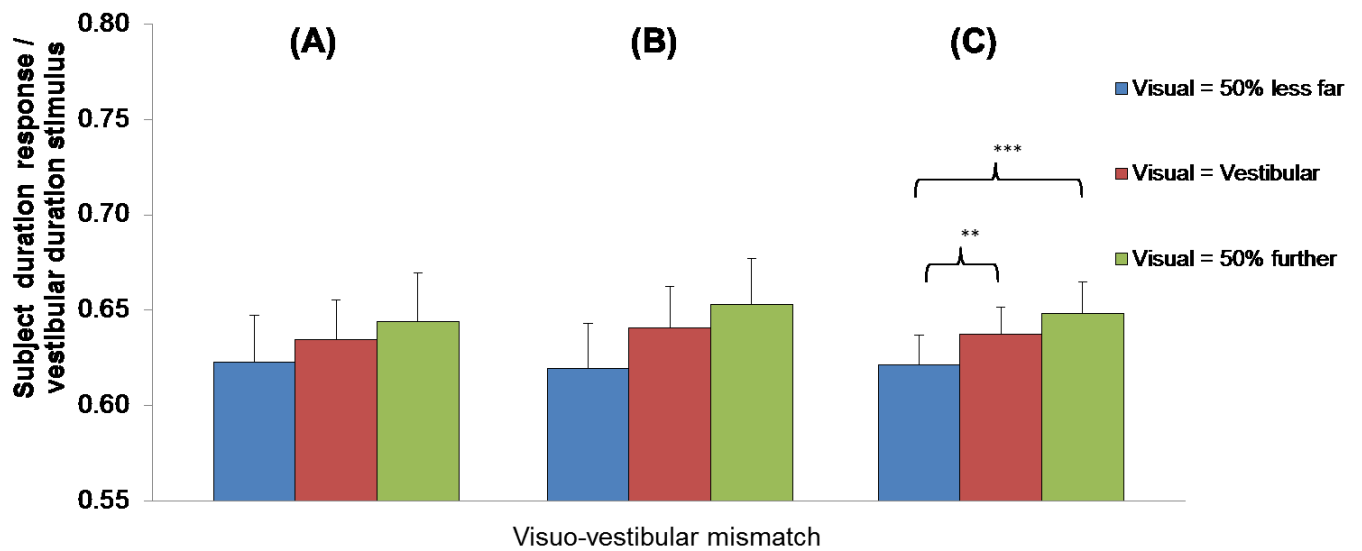 Subject duration response /
vestibular duration stimulus
0.80
0.75
0.70
0.65
0.60
0.55
(A)
(B)
(C)
***
**
Visual = 50% less far
Visual = Vestibular
Visual = 50% further
Visuo-vestibular mismatch